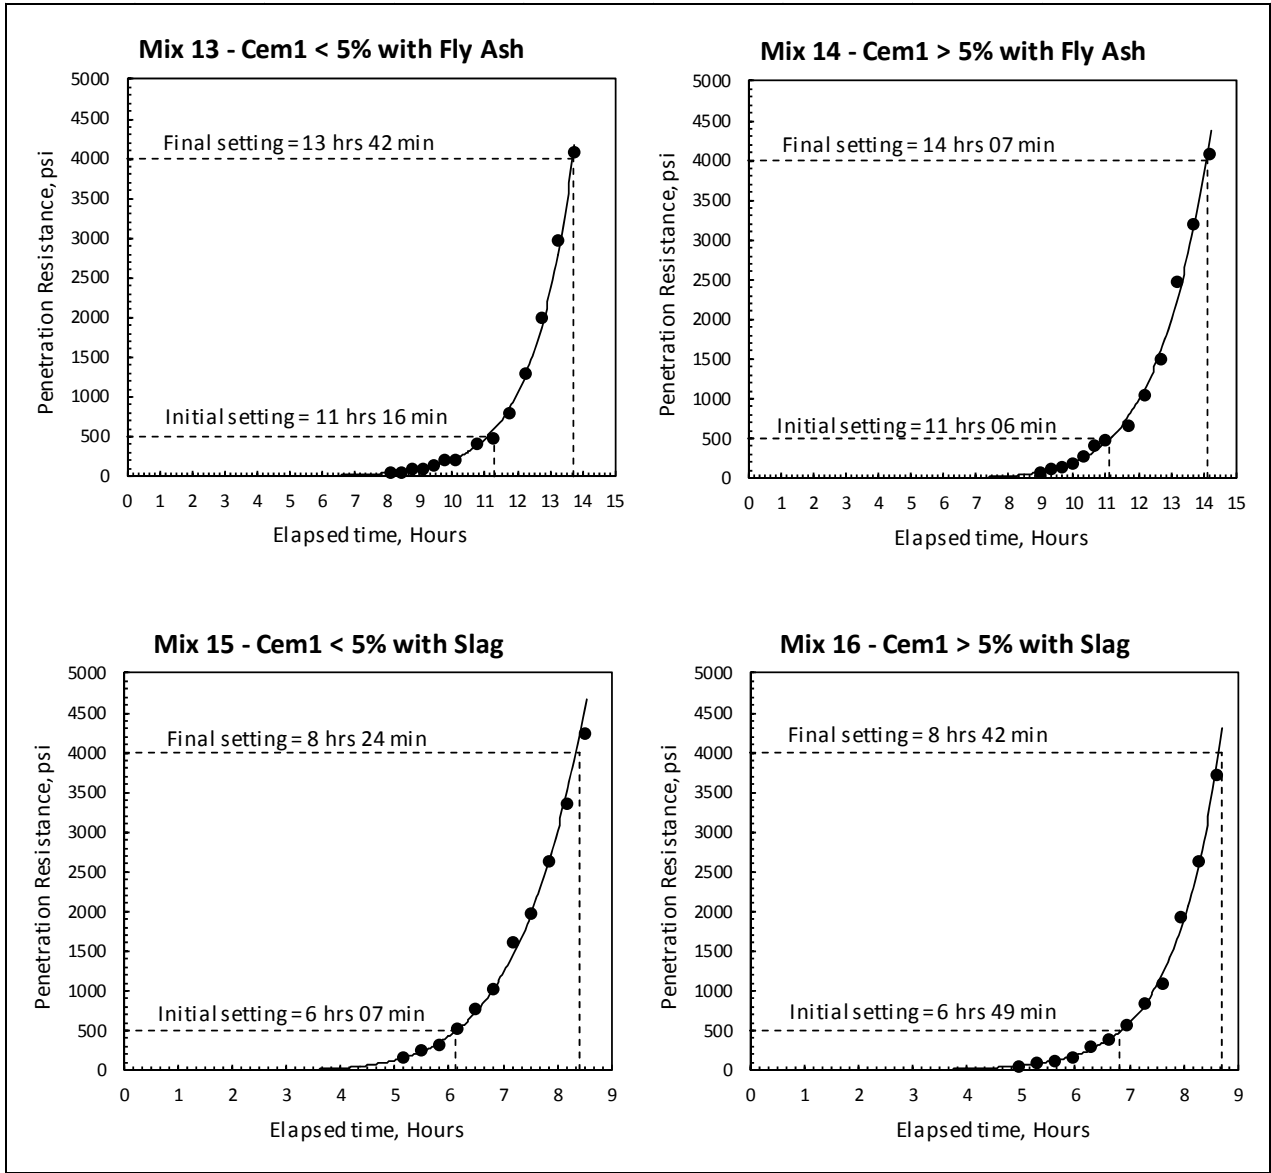 Mix 13 - Cem1 < 5% with Fly Ash
5000
4500
4000
3500
3000
2500
2000
1500
1000
500
0
Penetration Resistance, psi
Final setting = 13 hrs 42 min
Initial setting = 11 hrs 16 min
0 1 2 3 4 5 6 7 8 9 10 11 12 13 14 15
Elapsed time, Hours
Mix 14 - Cem1 > 5% with Fly Ash
5000
4500
4000
3500
3000
2500
2000
1500
1000
500
0
Penetration Resistance, psi
Final setting = 14 hrs 07 min
Initial setting = 11 hrs 06 min
0 1 2 3 4 5 6 7 8 9 10 11 12 13 14 15
Elapsed time, Hours
Mix 15 - Cem1 < 5% with Slag
5000
4500
4000
3500
3000
2500
2000
1500
1000
500
0
Penetration Resistance, psi
Final setting = 8 hrs 24 min
Initial setting = 6 hrs 07 min
0 1 2 3 4 5 6 7 8 9
Elapsed time, Hours
Mix 16 - Cem1 > 5% with Slag
5000
4500
4000
3500
3000
2500
2000
1500
1000
500
0
Penetration Resistance, psi
Final setting = 8 hrs 42 min
Initial setting = 6 hrs 49 min
0 1 2 3 4 5 6 7 8 9
Elapsed time, Hours